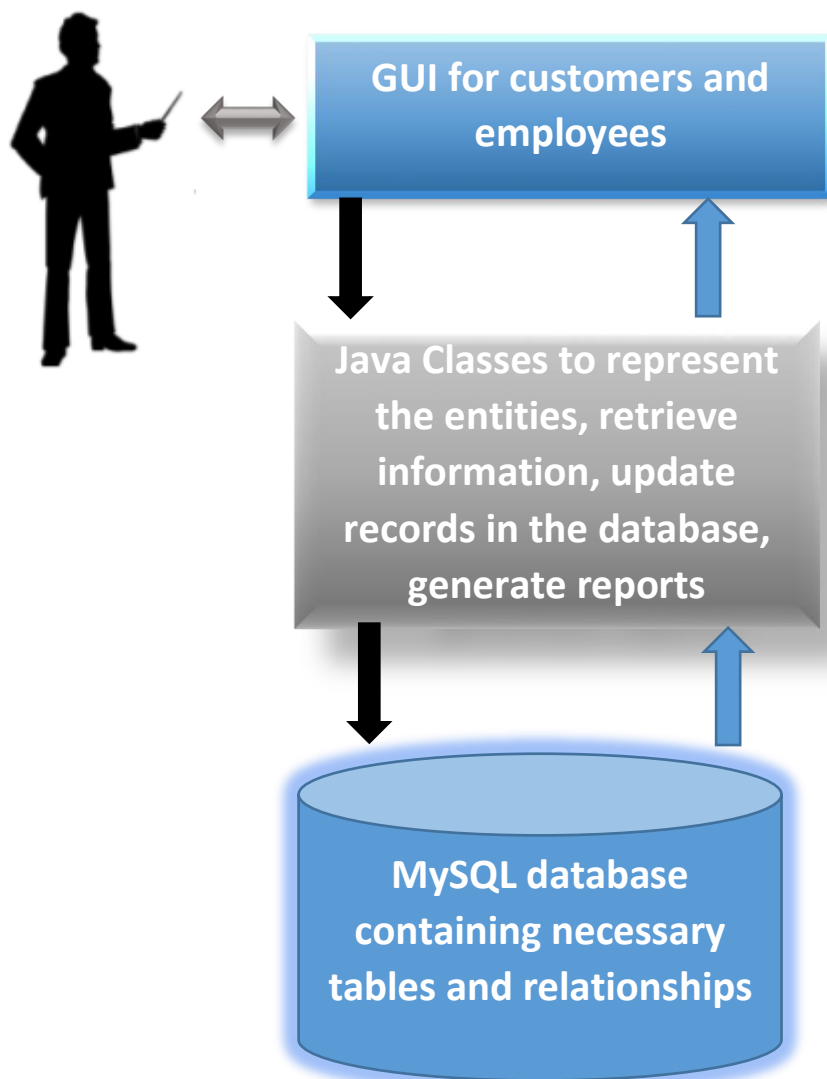 GUI for customers and
employees
Java Classes to represent
the entities, retrieve
information, update
records in the database,
generate reports
MySQL database
containing necessary
tables and relationships